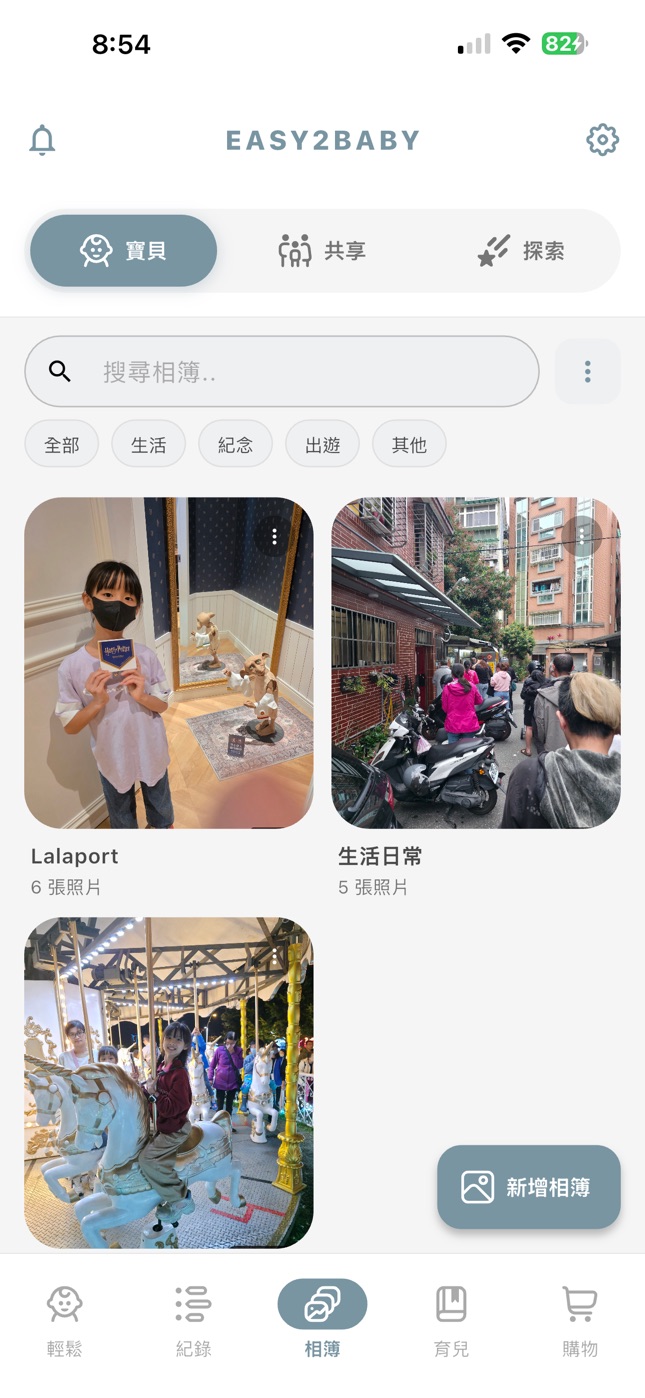 8:54
82
EASY2BABY
寶貝
共享
探索
搜尋相簿..
全部
生活
紀念
出遊
其他
Harry Potter
Lalaport
6 張照片
生活日常
5 張照片
新增相簿
輕鬆
紀錄
相簿
育兒
購物